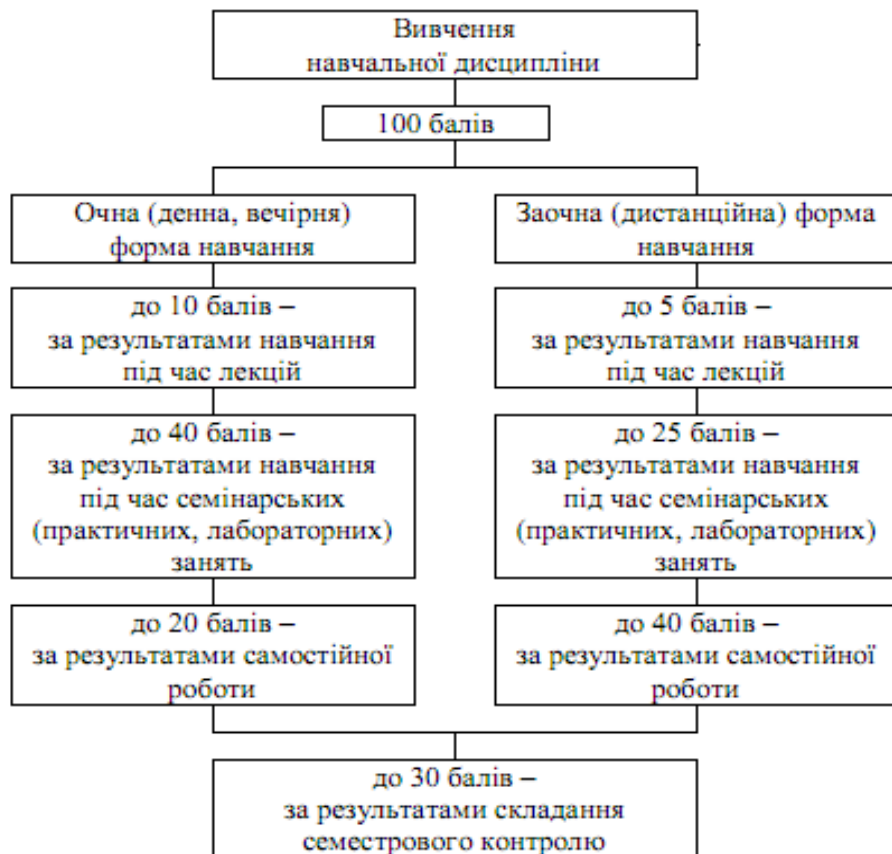 Вивчення
навчальної дисципліни
100 балів
Очна (денна, вечірня)
форма навчання
до 10 балів –
за результатами навчання
під час лекцій
до 40 балів –
за результатами навчання
під час семінарських
(практичних, лабораторних)
занять
до 20 балів –
за результатами самостійної
роботи
Заочна (дистанційна) форма
навчання
до 5 балів –
за результатами навчання
під час лекцій
до 25 балів –
за результатами навчання
під час семінарських
(практичних, лабораторних)
занять
до 40 балів –
за результатами самостійної
роботи
до 30 балів –
за результатами складання
семестрового контролю